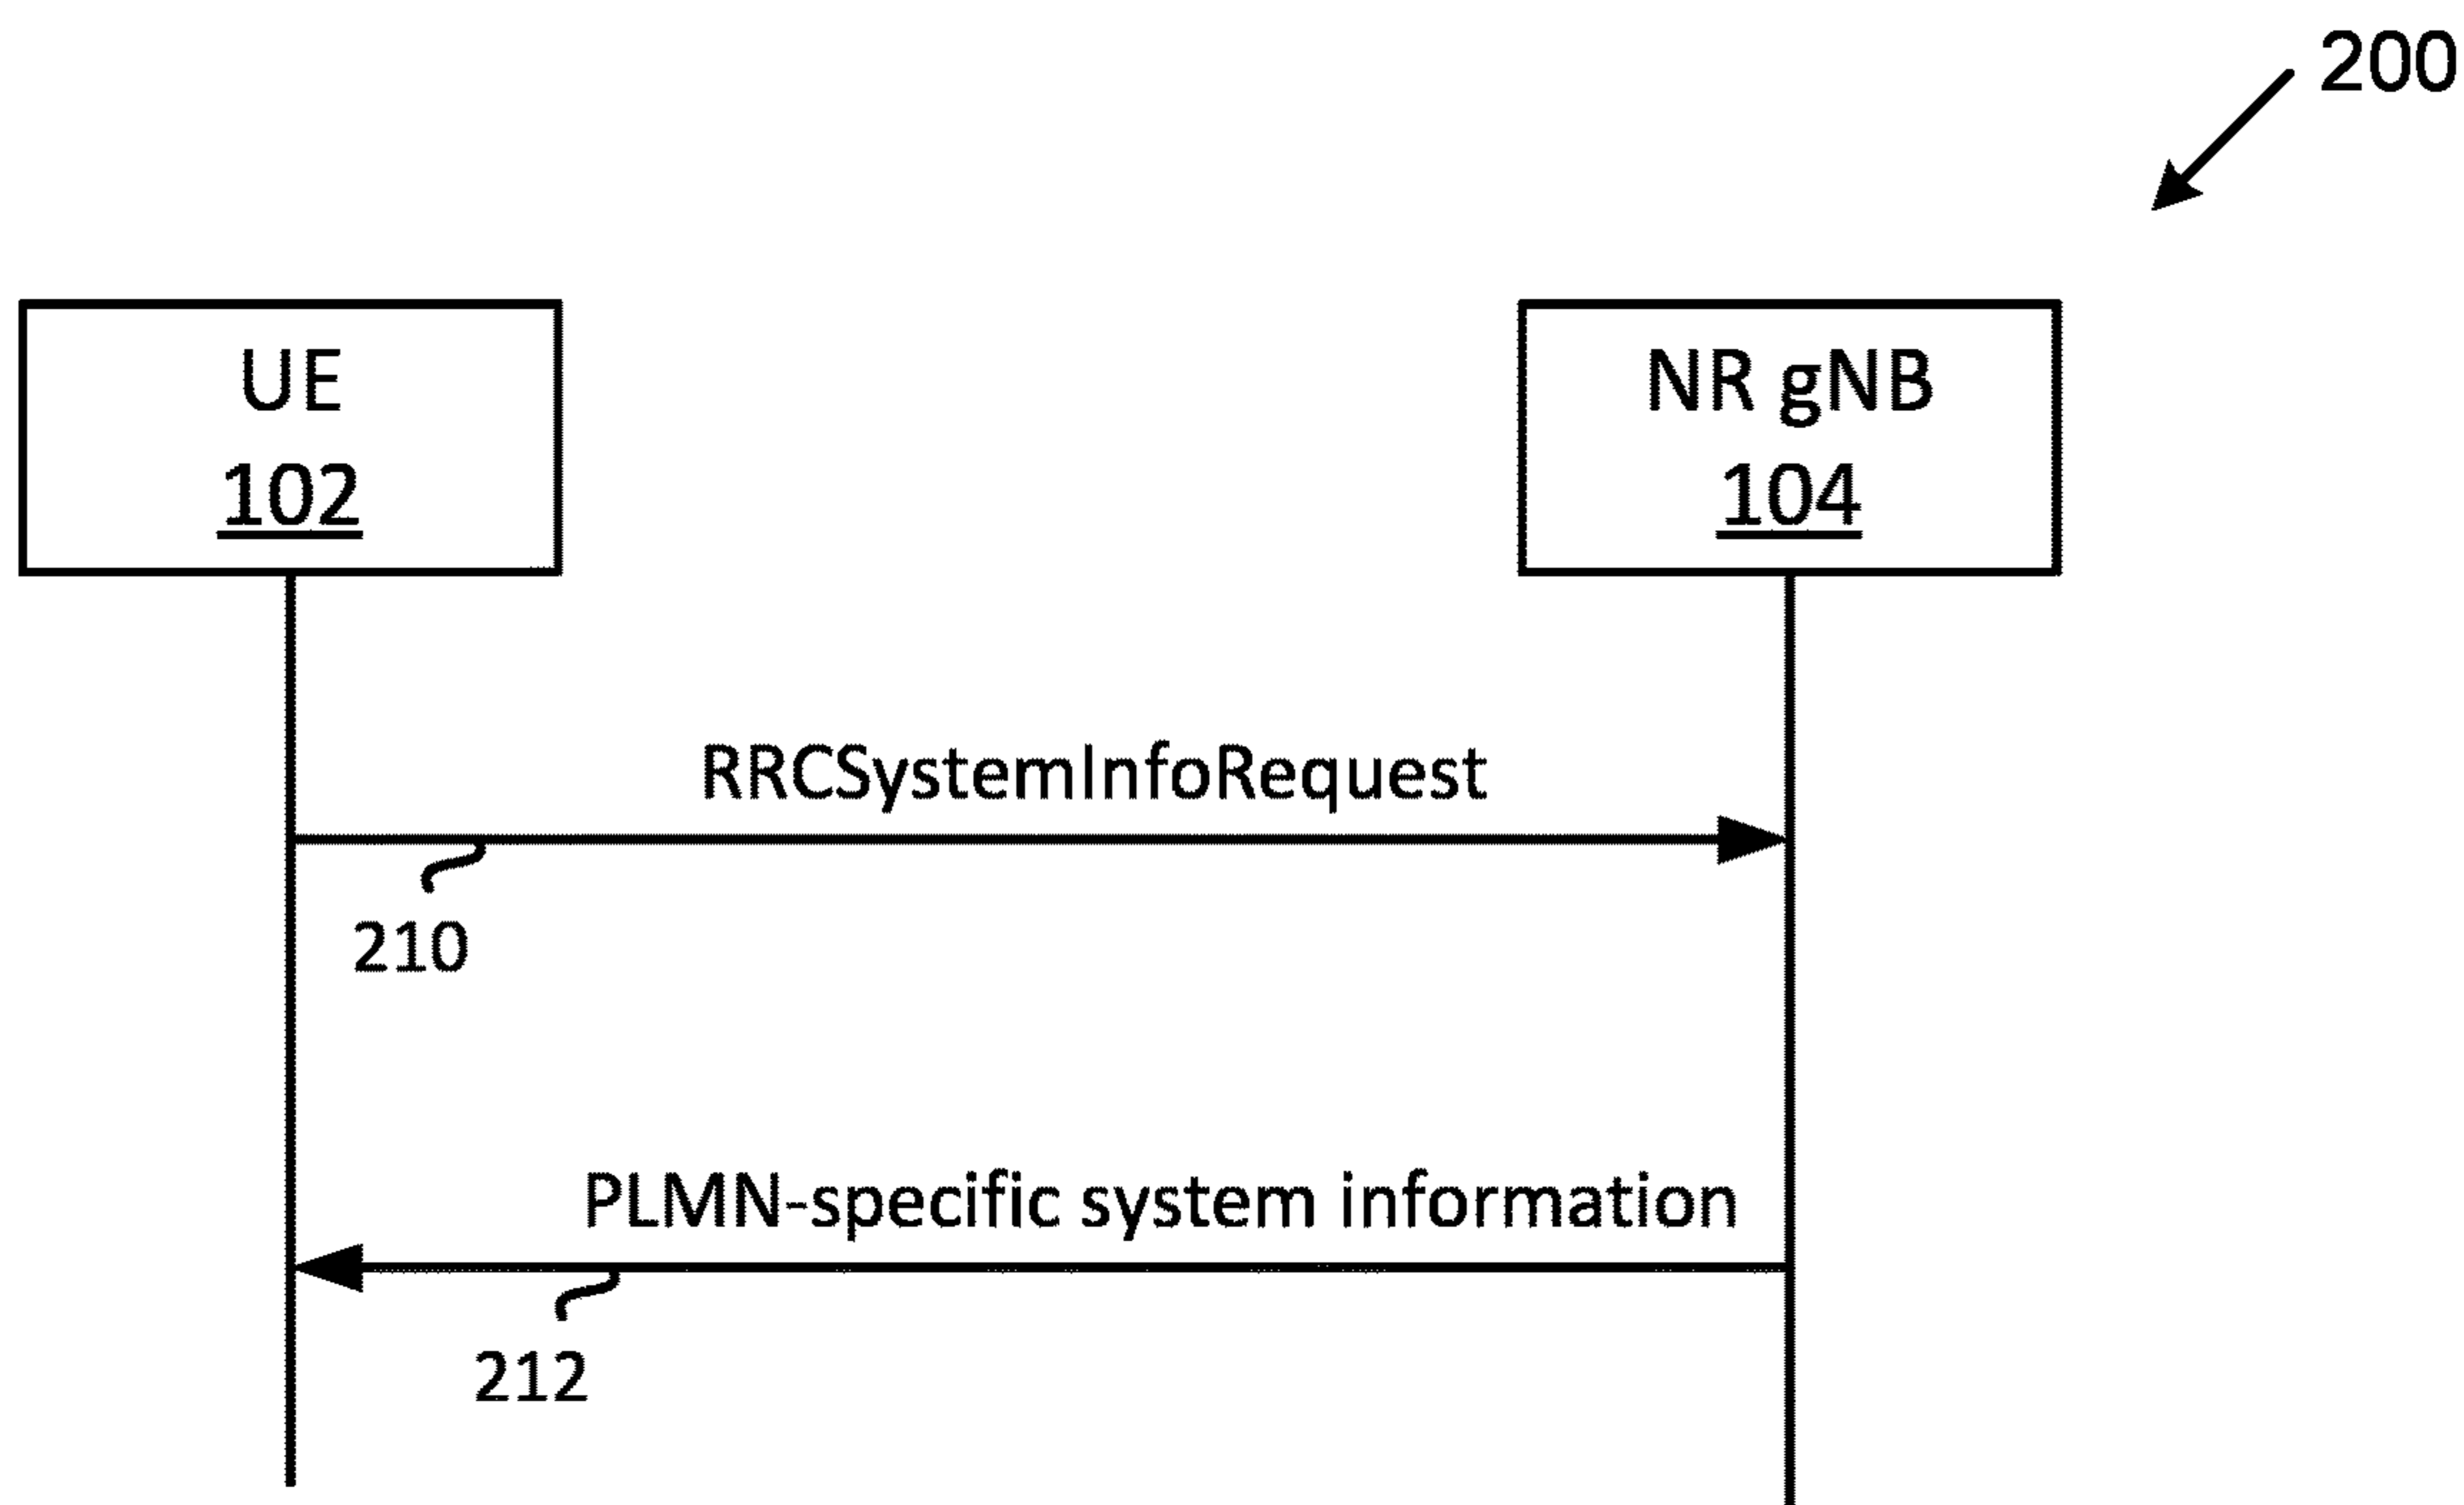 200
UE
102
NR gNB
104
RRCSystemInfoRequest
210
PLMN-specific system information
212